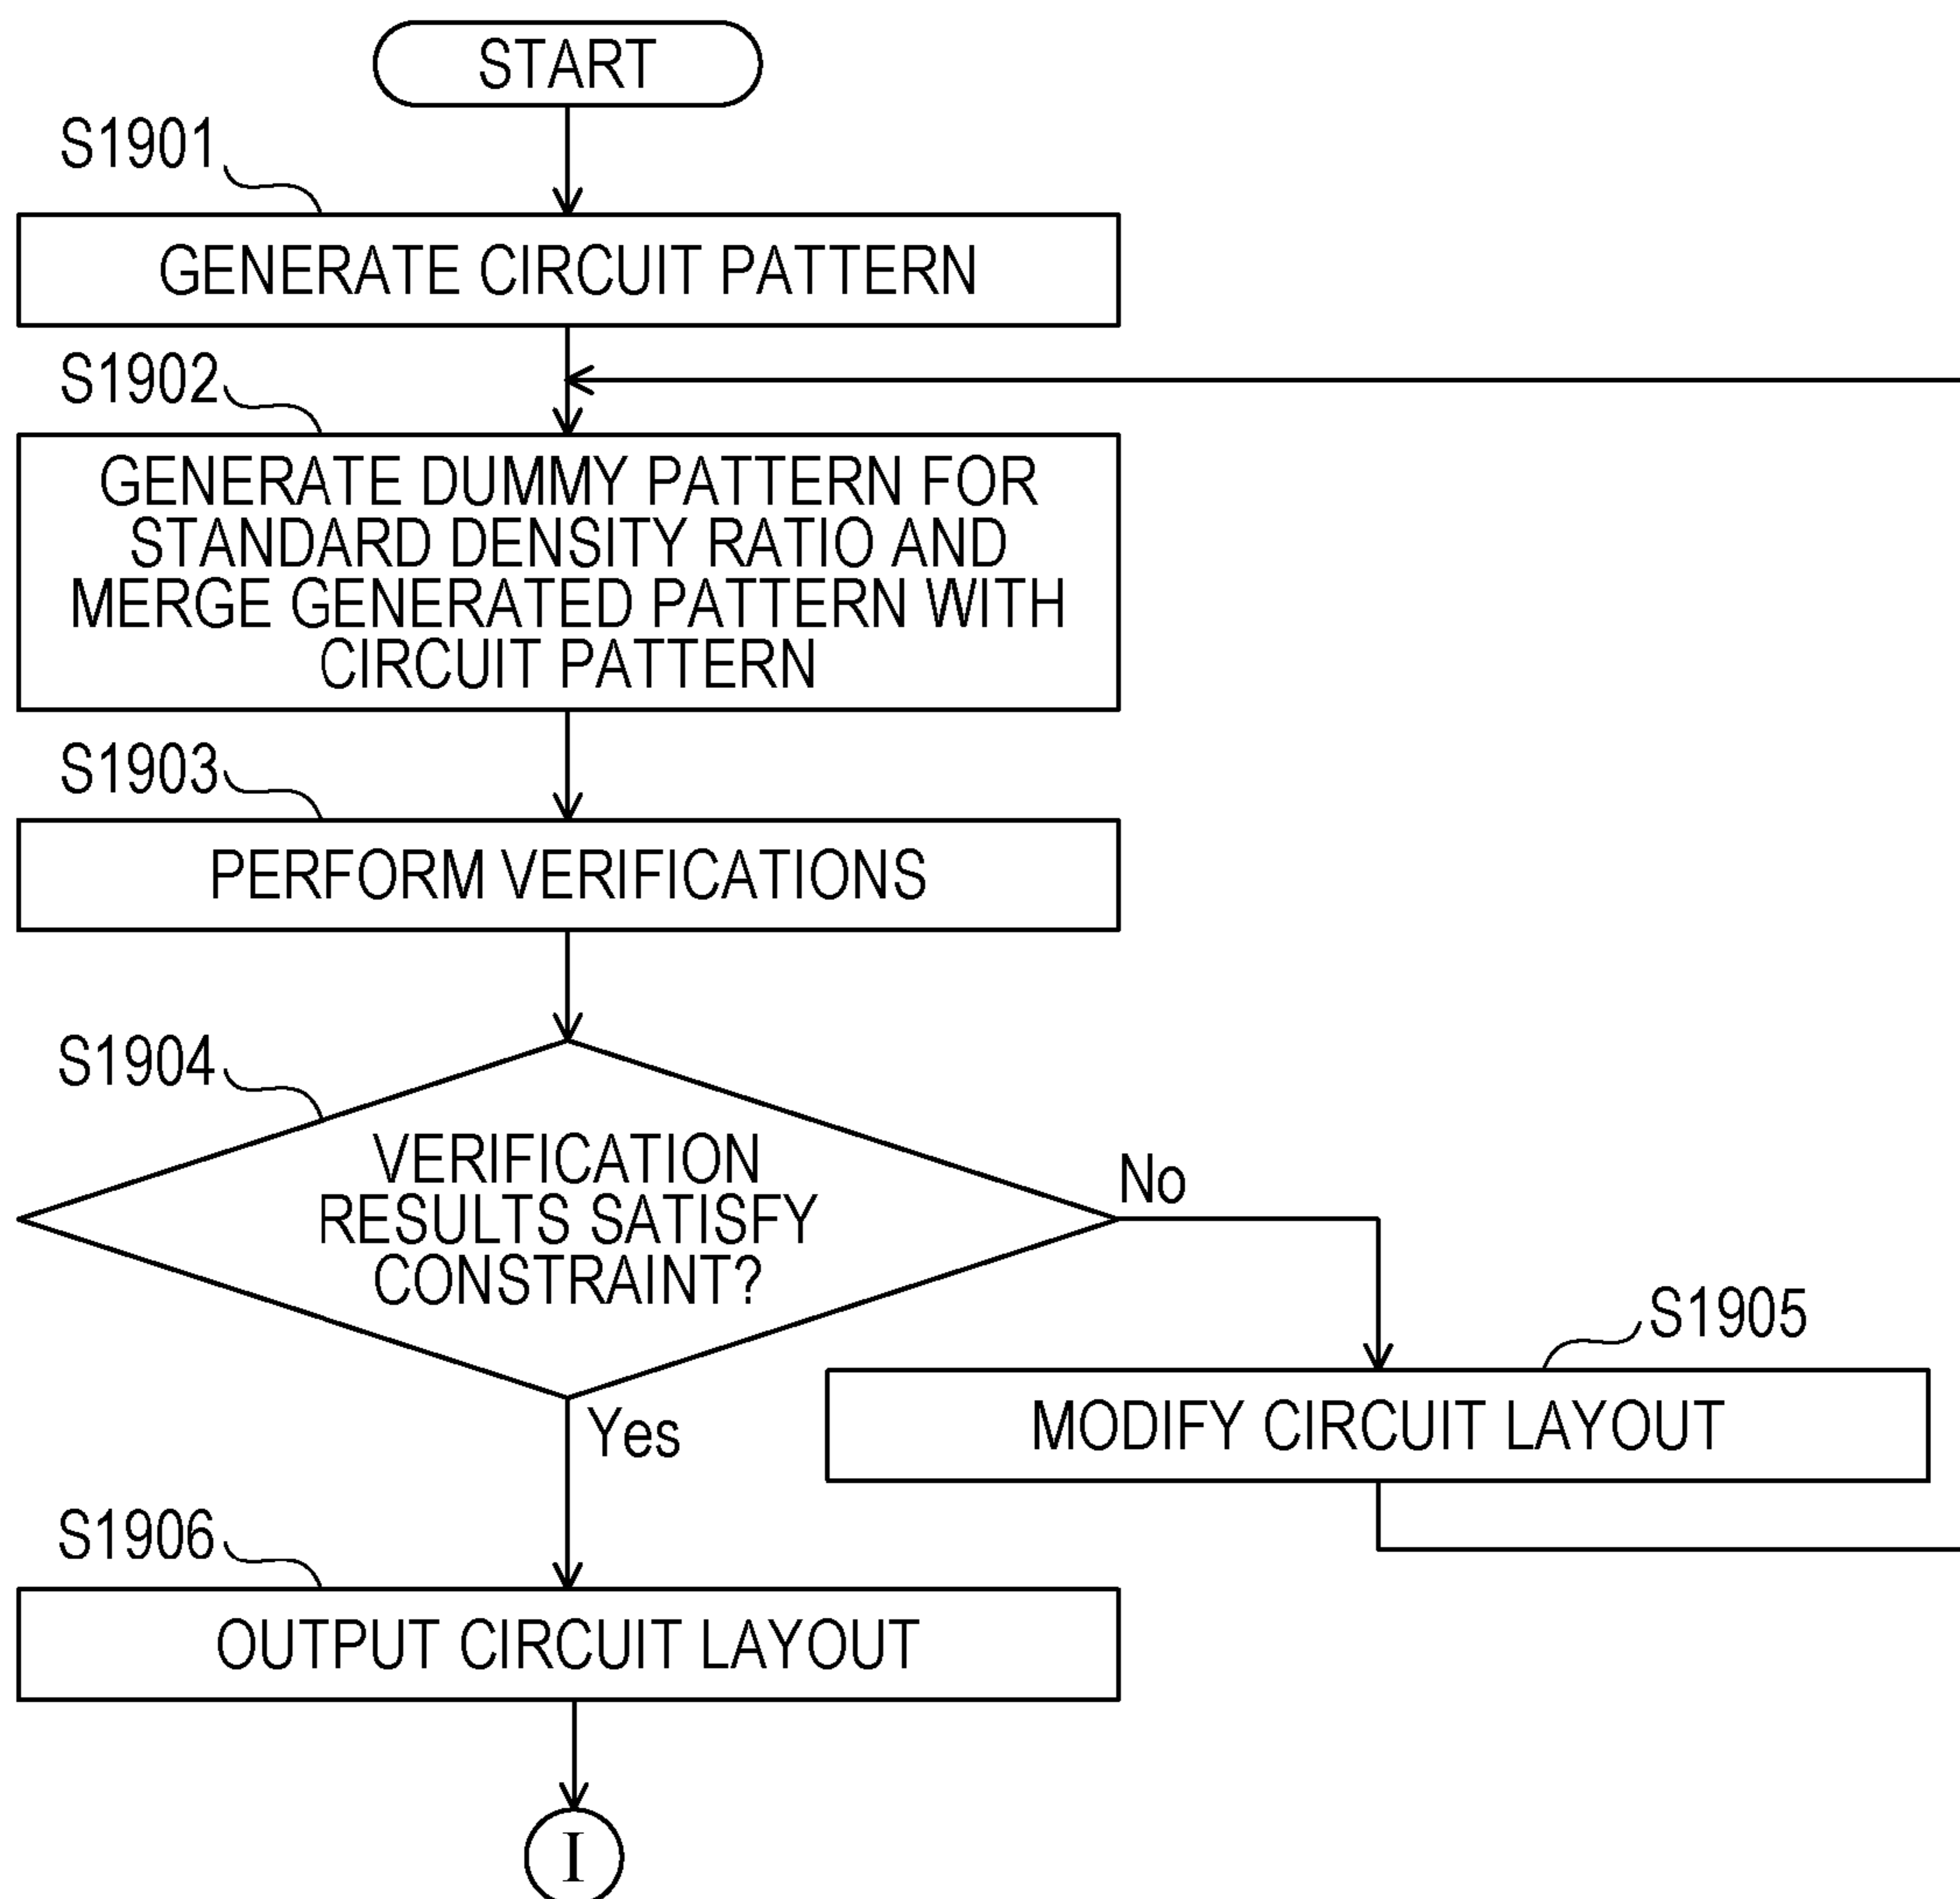 START
S1901
GENERATE CIRCUIT PATTERN
S1902
GENERATE DUMMY PATTERN FOR
STANDARD DENSITY RATIO AND
MERGE GENERATED PATTERN WITH
CIRCUIT PATTERN
S1903
PERFORM VERIFICATIONS
S1904
VERIFICATION
RESULTS SATISFY
CONSTRAINT?
No
Yes
S1905
MODIFY CIRCUIT LAYOUT
S1906
OUTPUT CIRCUIT LAYOUT
I